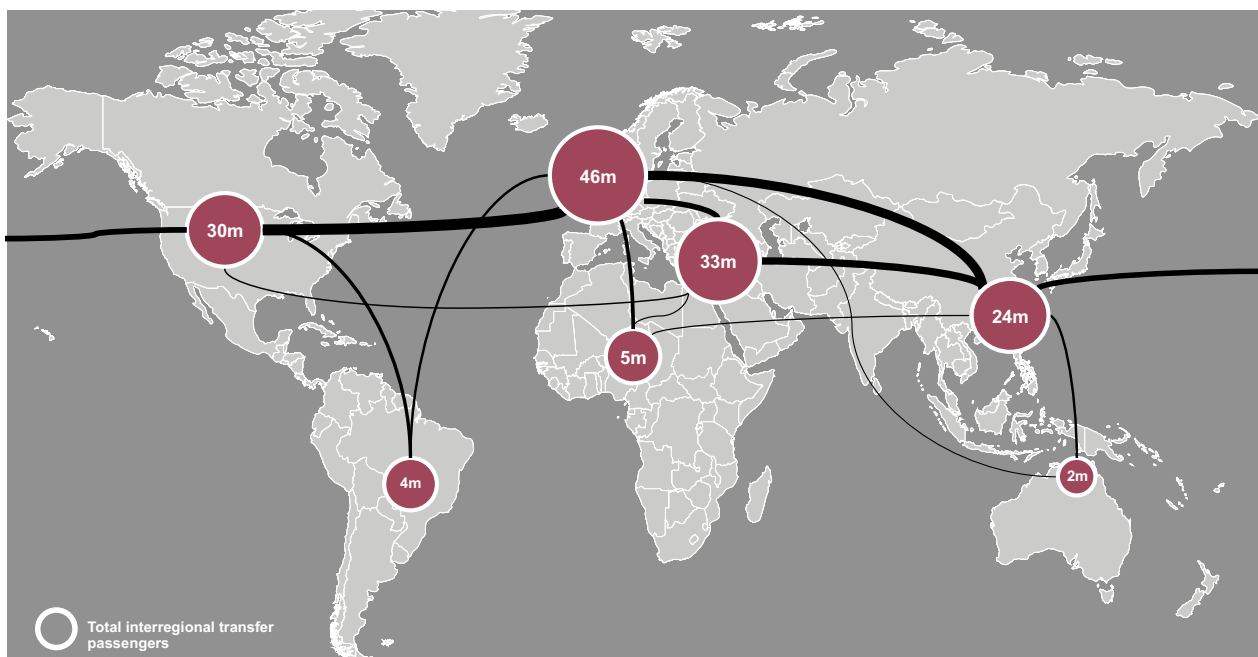 46m
30m
33m
24m
5m
4m
2m
Total interregional transfer
passengers